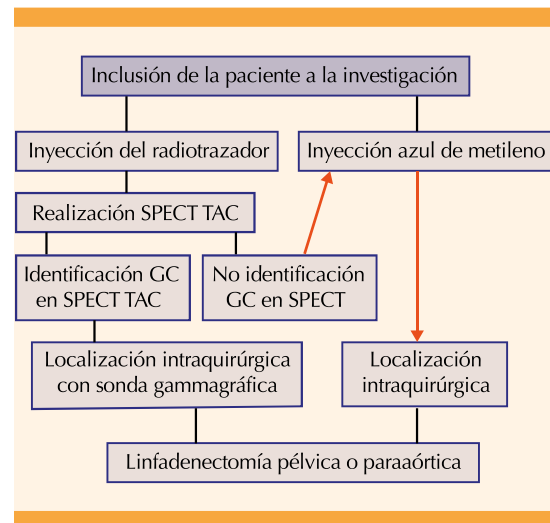 Inclusión de la paciente a la investigación
Inyección del radiotrazador
Inyección azul de metileno
Realización SPECT TAC
Identificación GC
en SPECT TAC
No identificación
GC en SPECT
Localización intraquirúrgica
con sonda gammagráfica
Localización
intraquirúrgica
Linfadenectomía pélvica o paraaórtica